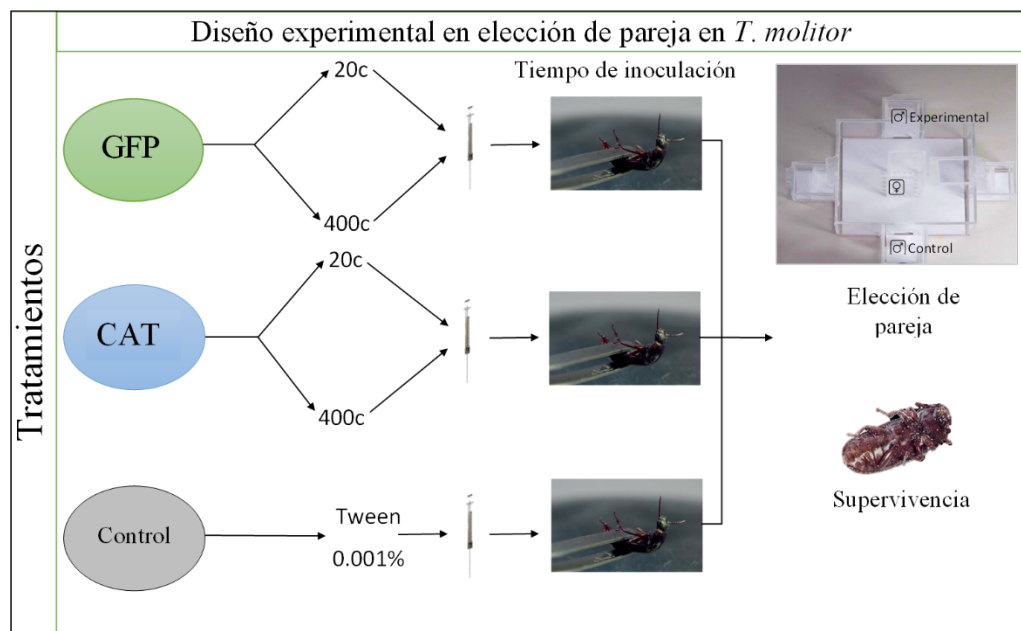 Diseño experimental en elección de pareja en T. molitor
Tratamientos
Tiempo de inoculación
GFP
20c
400c
CAT
20c
400c
Control
Tween
0.001%
♂ Experimental
♀
♂ Control
Elección de
pareja
Supervivencia